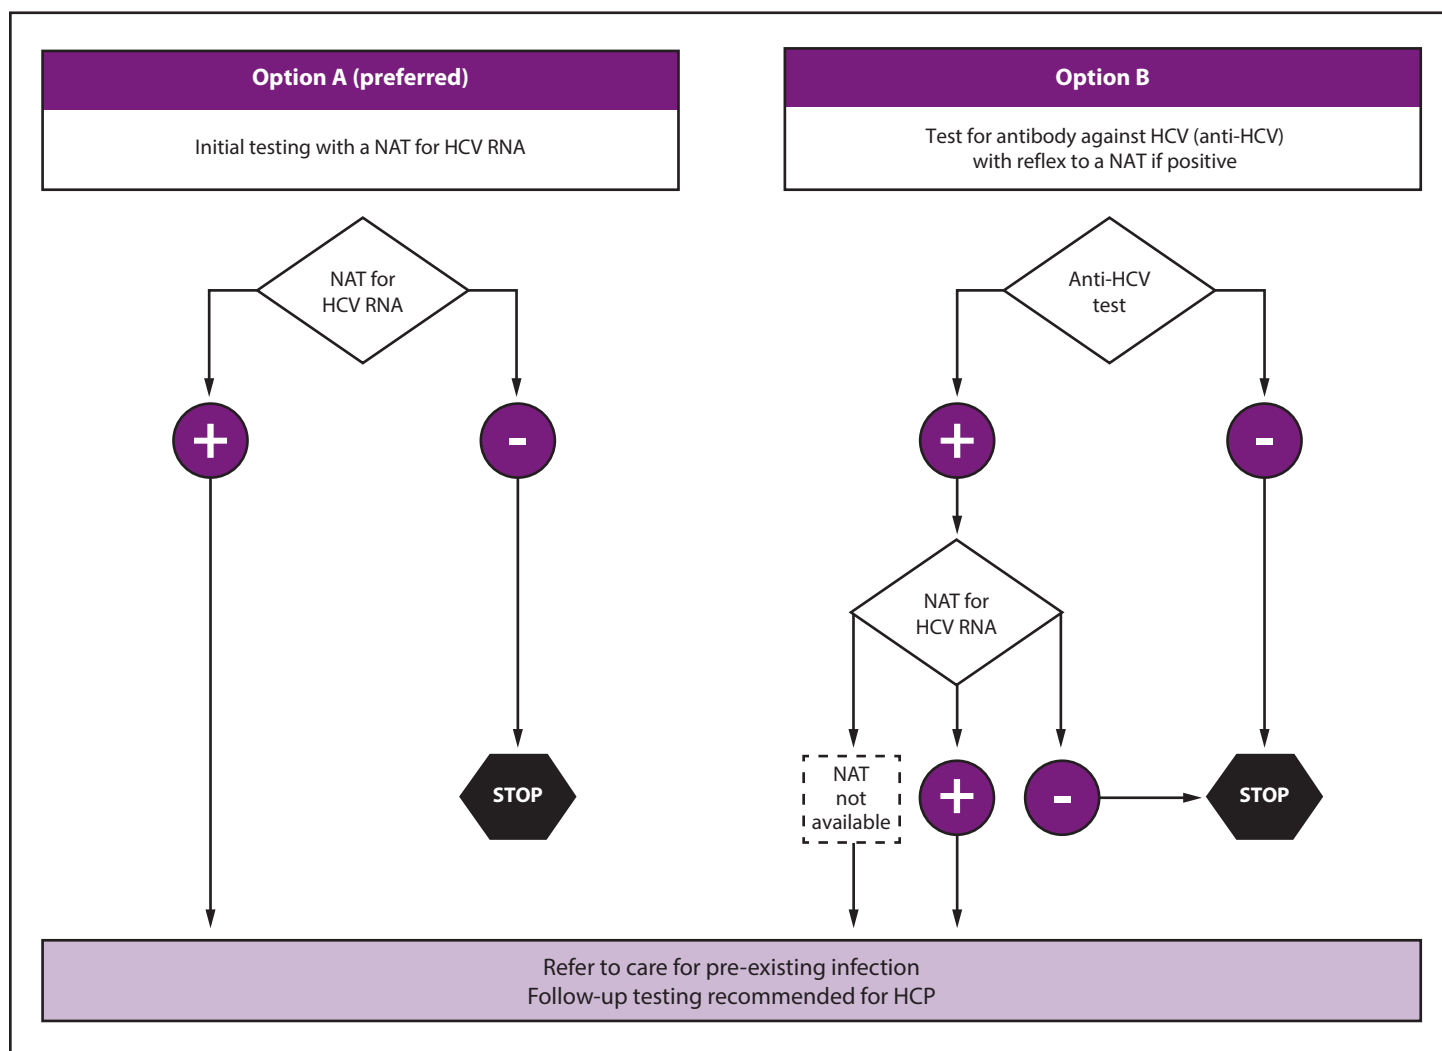 Option A (preferred)
Initial testing with a NAT for HCV RNA
NAT for
HCV RNA
+
-
STOP
Option B
Test for antibody against HCV (anti-HCV)
with reflex to a NAT if positive
Anti-HCV
test
+
-
NAT for
HCV RNA
NAT
not
available
+
-
STOP
Refer to care for pre-existing infection
Follow-up testing recommended for HCP